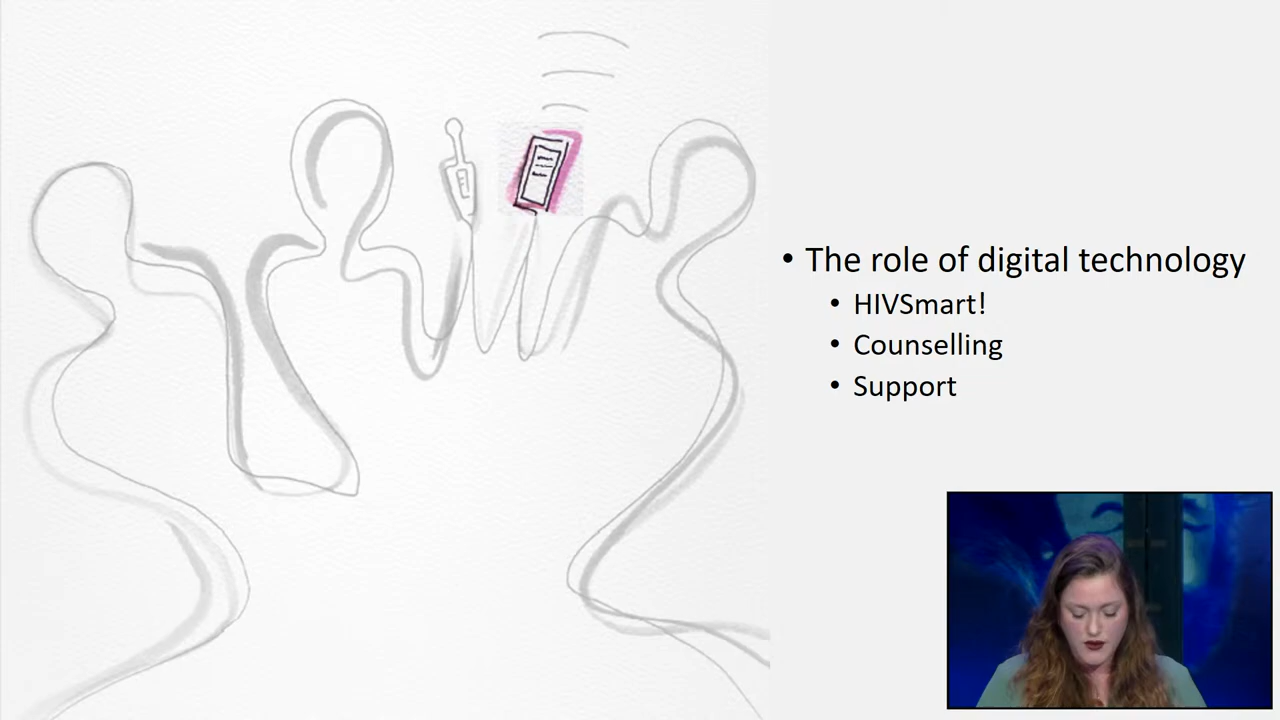 • The role of digital technology
• HIVSmart!
• Counselling
• Support